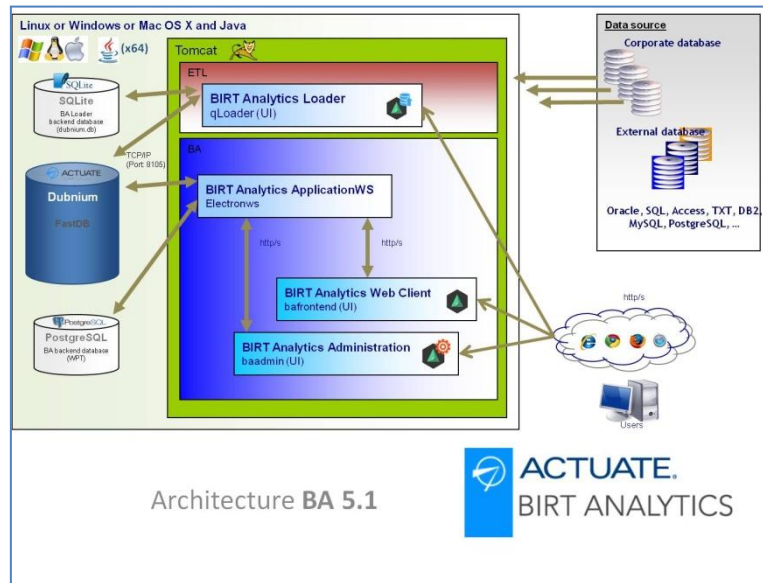 Linux or Windows or Mac OS X and Java
(x64)
SQLite
SQLite
BA Loader
backend database
(dubnium.db)
TCP/IP
(Port: 8105)
ACTUATE
Dubnium
FastDB
PostgreSQL
PostgreSQL
BA backend database
(WPT)
Tomcat
ETL
BIRT Analytics Loader
qLoader (UI)
BA
BIRT Analytics ApplicationWS
Electronws
http/s
http/s
BIRT Analytics Web Client
bafrontend (UI)
BIRT Analytics Administration
baadmin (UI)
Data source
Corporate database
External database
Oracle, SQL, Access, TXT, DB2,
MySQL, PostgreSQL, ...
http/s
Users
Architecture BA 5.1
ACTUATE.
BIRT ANALYTICS